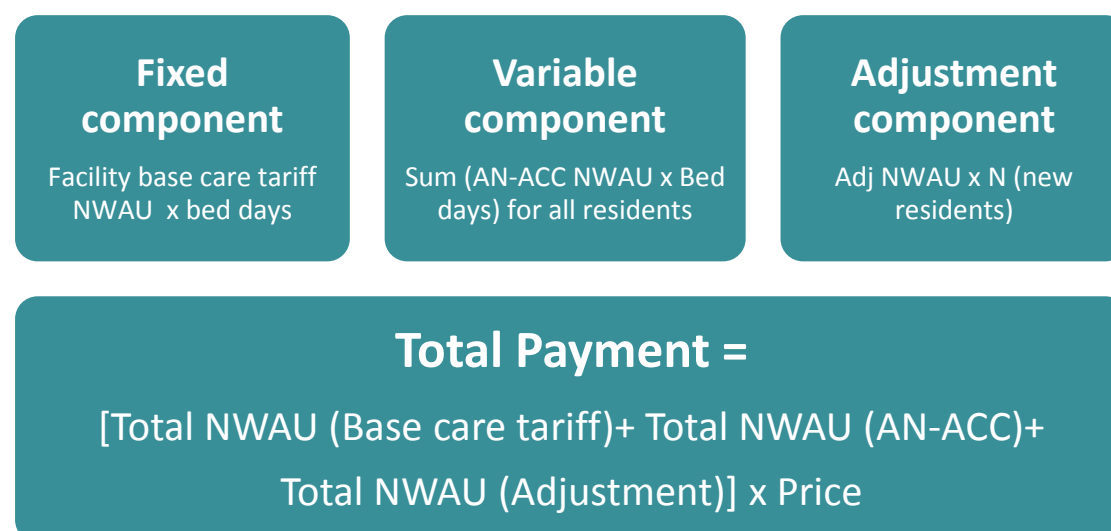 Fixed
component
Facility base care tariff
NWAU  x bed days
Variable
component
Sum (AN-ACC NWAU x Bed
days) for all residents
Adjustment
component
Adj NWAU x N (new
residents)
Total Payment =
[Total NWAU (Base care tariff)+ Total NWAU (AN-ACC)+
Total NWAU (Adjustment)] x Price